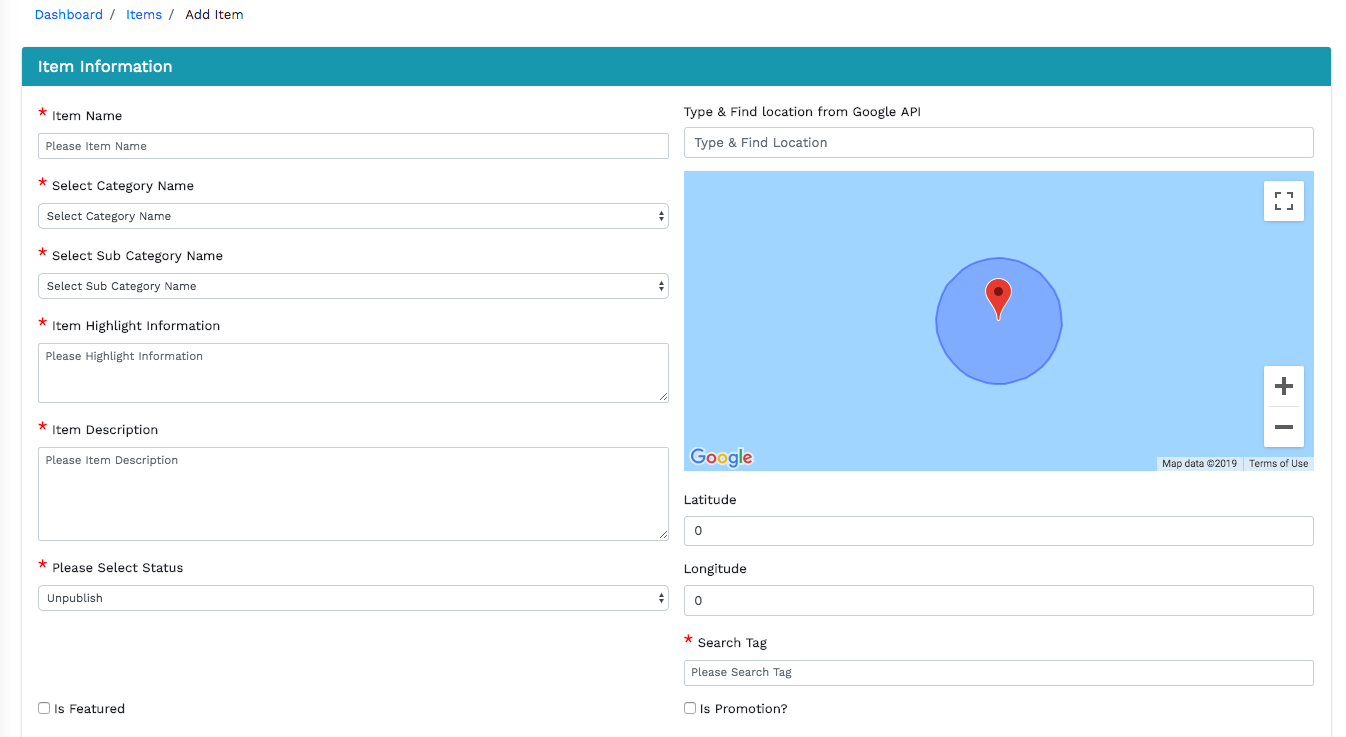 Dashboard / Items / Add Item
Item Information
* Item Name
Please Item Name
* Select Category Name
Select Category Name
* Select Sub Category Name
Select Sub Category Name
* Item Highlight Information
Please Highlight Information
* Item Description
Please Item Description
* Please Select Status
Unpublish
Is Featured
Type & Find location from Google API
Type & Find Location
Google
Map data ©2019 Terms of Use
Latitude
0
Longitude
0
* Search Tag
Please Search Tag
Is Promotion?